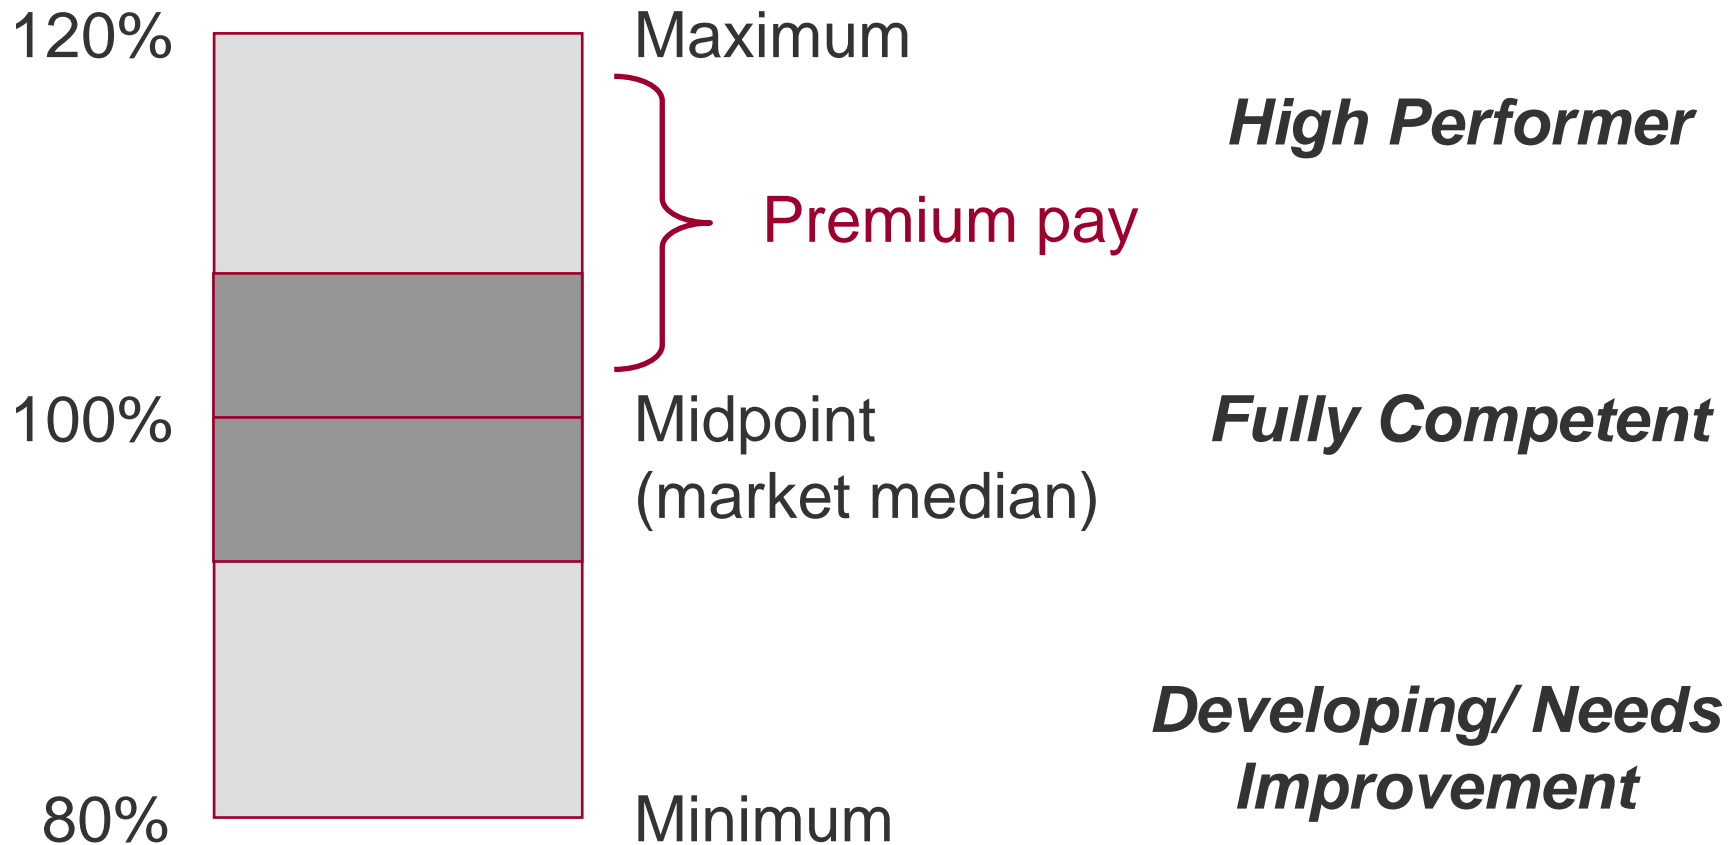 120%
Maximum
High Performer
Premium pay
100%
Midpoint
(market median)
Fully Competent
Developing/ Needs
Improvement
80%
Minimum